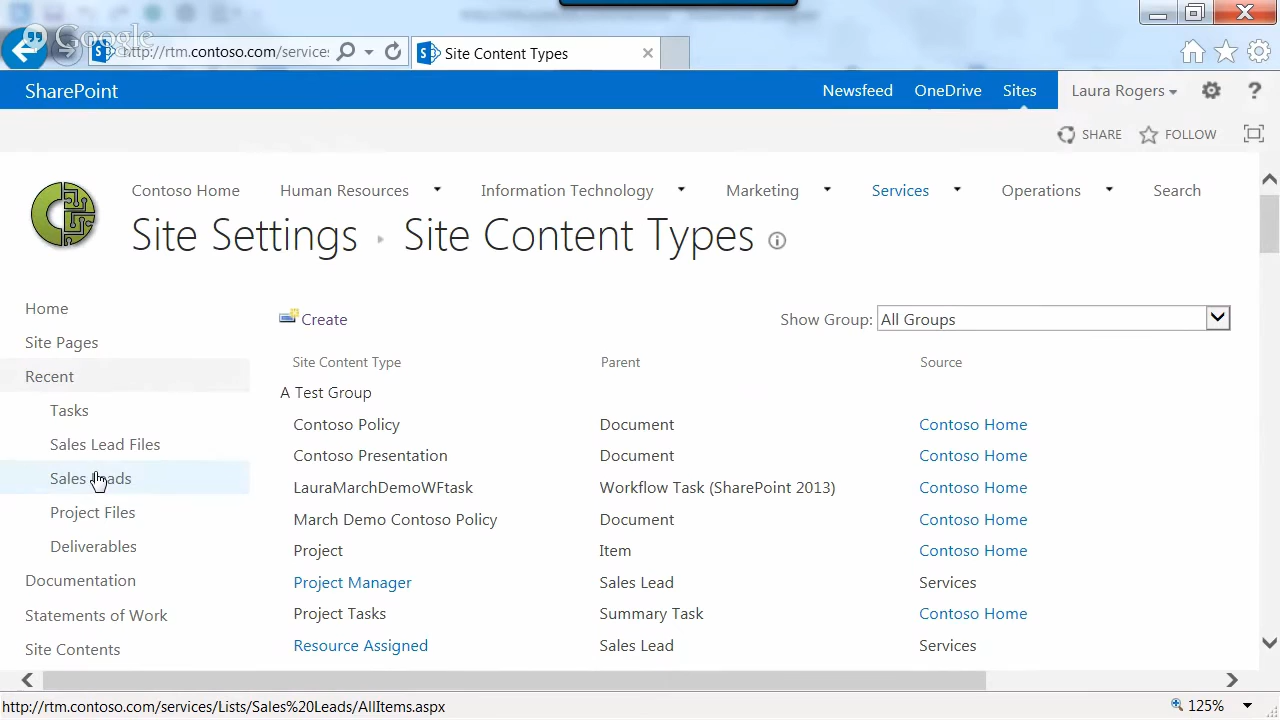 Google
http://rtm.contoso.com/services
Site Content Types
SharePoint
Newsfeed OneDrive Sites Laura Rogers ?
SHARE FOLLOW
Contoso Home Human Resources Information Technology Marketing Services Operations Search
Site Settings Site Content Types
Home
Create
Show Group: All Groups
Site Pages
Site Content Type Parent Source
Recent
A Test Group
Tasks
Contoso Policy Document Contoso Home
Sales Lead Files
Contoso Presentation Document Contoso Home
Sales Leads
LauraMarchDemoWFtask Workflow Task (SharePoint 2013) Contoso Home
Project Files
March Demo Contoso Policy Document Contoso Home
Deliverables
Project Item Contoso Home
Documentation
Project Manager Sales Lead Services
Statements of Work
Project Tasks Summary Task Contoso Home
Site Contents
Resource Assigned Sales Lead Services
http://rtm.contoso.com/services/Lists/Sales%20Leads/AllItems.aspx
125%